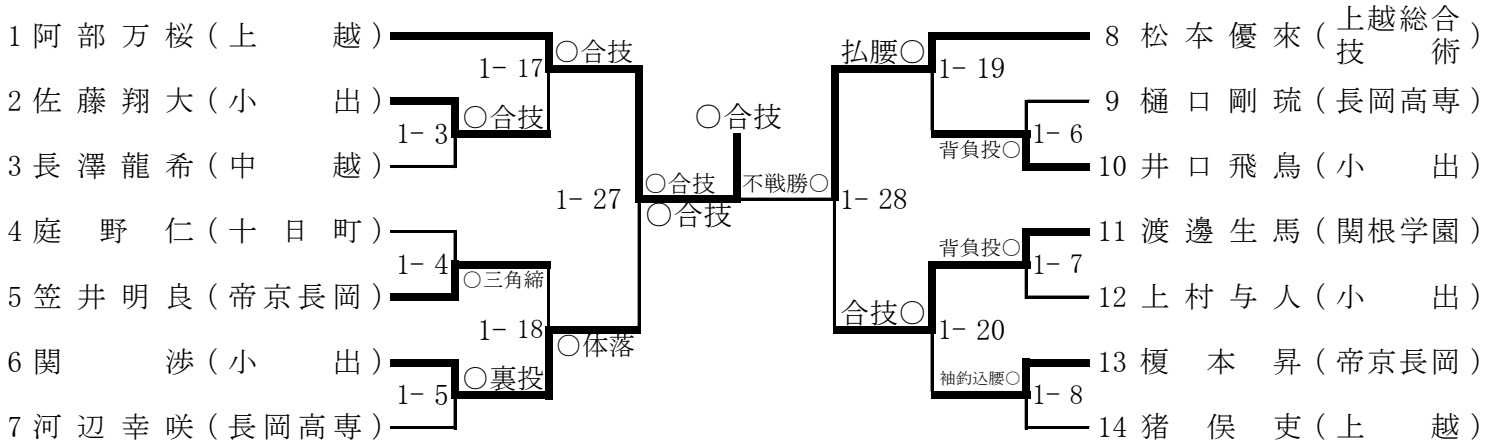 1 阿部万桜(上越)
1-17
○合技
2 佐藤翔大(小出)
1-3
○合技
3 長澤龍希(中越)
1-27
○合技
○合技
○合技
4 庭野仁(十日町)
1-4
○三角締
5 笠井明良(帝京長岡)
1-18
○体落
6 関渉(小出)
1-5
○裏投
7 河辺幸咲(長岡高専)
払腰○
1-19
8 松本優來(上越総合技術)
9 樋口剛琉(長岡高専)
背負投○
1-6
10 井口飛鳥(小出)
不戦勝○
1-28
11 渡邊生馬(関根学園)
背負投○
1-7
12 上村与人(小出)
合技○
1-20
13 榎本昇(帝京長岡)
袖釣込腰○
1-8
14 猪俣吏(上越)